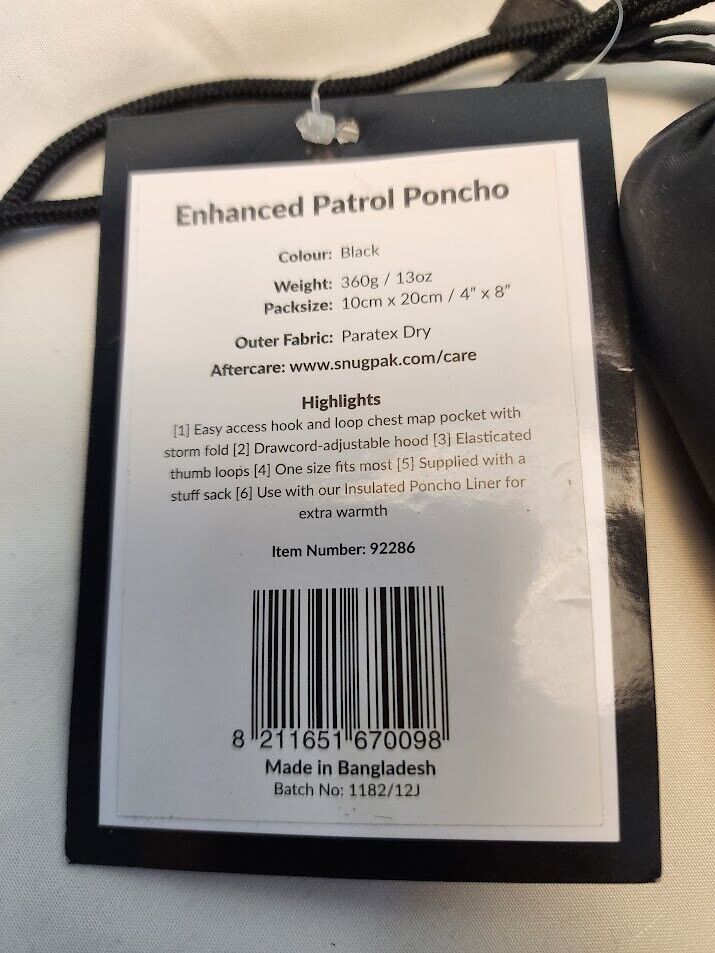 Enhanced Patrol Poncho
Colour: Black
Weight: 360g / 13oz
Packsize: 10cm x 20cm / 4” x 8”
Outer Fabric: Paratex Dry
Aftercare: www.snugpak.com/care
Highlights
[1] Easy access hook and loop chest map pocket with
storm fold [2] Drawcord-adjustable hood [3] Elasticated
thumb loops [4] One size fits most [5] Supplied with a
stuff sack [6] Use with our Insulated Poncho Liner for
extra warmth
Item Number: 92286
8 211651 670098
Made in Bangladesh
Batch No: 1182/12J